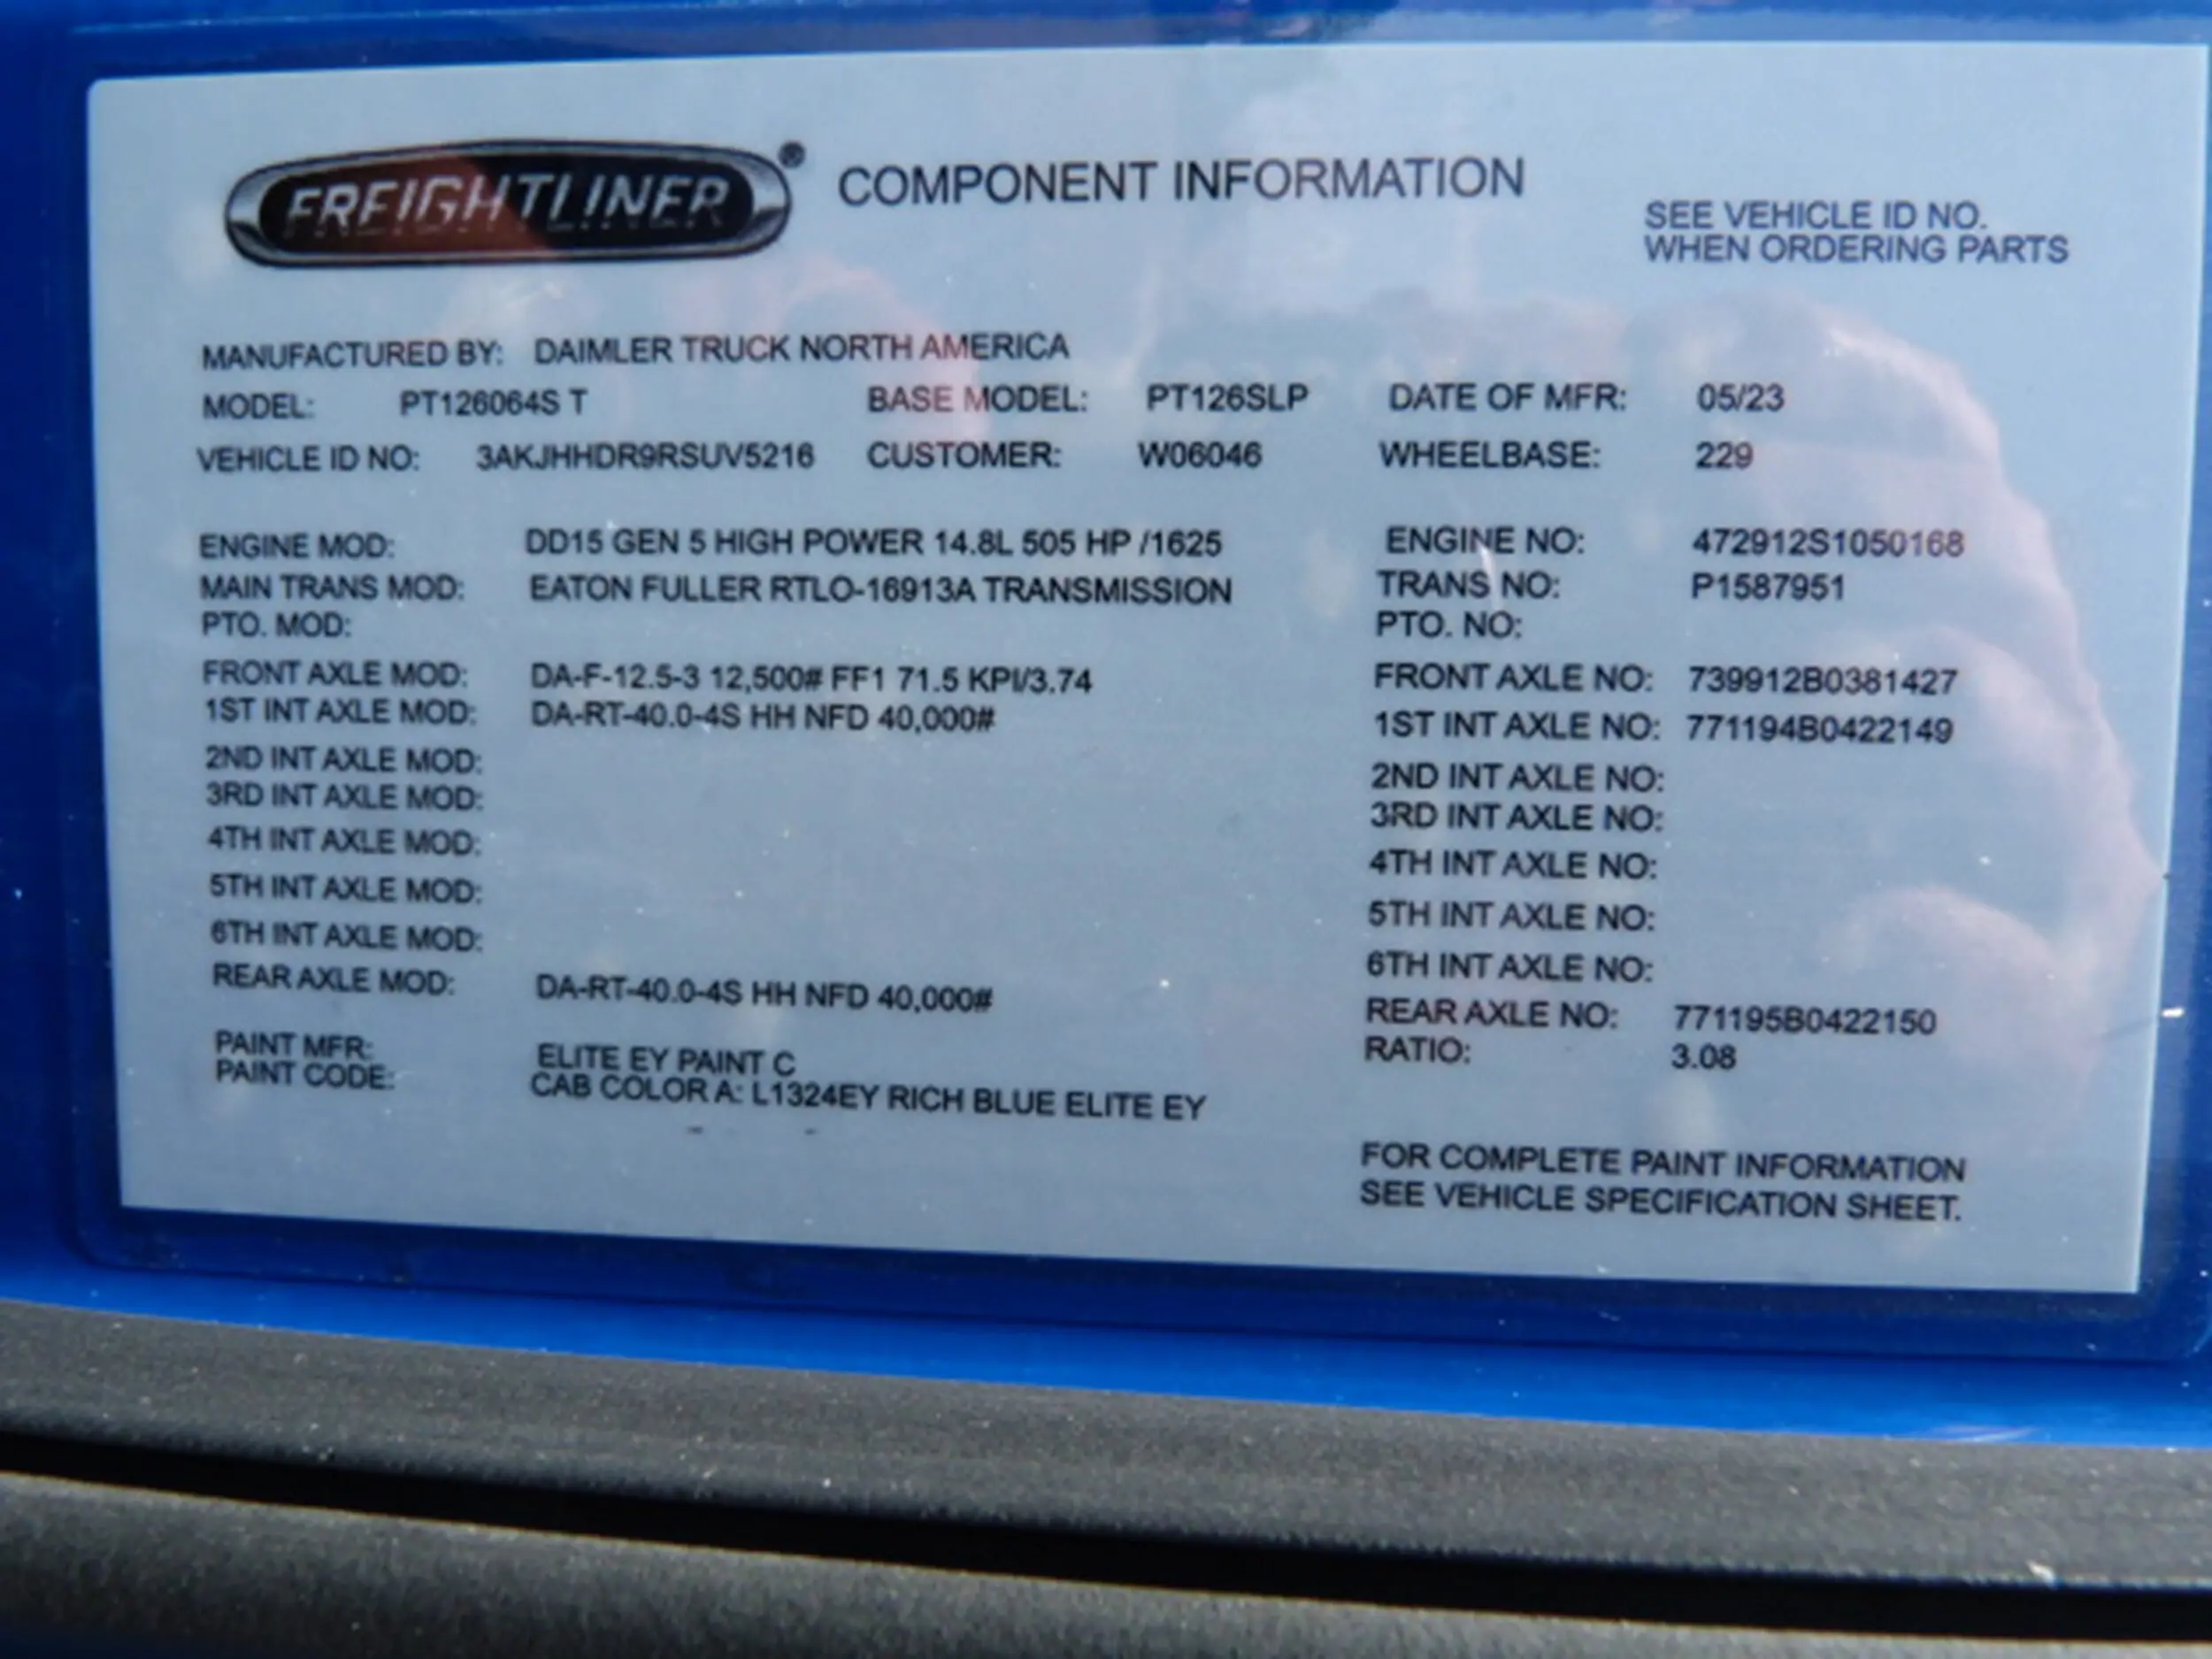 FREIGHTLINER® COMPONENT INFORMATION
SEE VEHICLE ID NO.
WHEN ORDERING PARTS
MANUFACTURED BY: DAIMLER TRUCK NORTH AMERICA
MODEL: PT126064S T BASE MODEL: PT126SLP DATE OF MFR: 05/23
VEHICLE ID NO: 3AKJHHDR9RSUV5216 CUSTOMER: W06046 WHEELBASE: 229
ENGINE MOD: DD15 GEN 5 HIGH POWER 14.8L 505 HP /1625 ENGINE NO: 472912S1050168
MAIN TRANS MOD: EATON FULLER RTLO-16913A TRANSMISSION TRANS NO: P1587951
PTO. MOD: PTO. NO:
FRONT AXLE MOD: DA-F-12.5-3 12,500# FF1 71.5 KPI/3.74 FRONT AXLE NO: 739912B0381427
1ST INT AXLE MOD: DA-RT-40.0-4S HH NFD 40,000# 1ST INT AXLE NO: 771194B0422149
2ND INT AXLE MOD: 2ND INT AXLE NO:
3RD INT AXLE MOD: 3RD INT AXLE NO:
4TH INT AXLE MOD: 4TH INT AXLE NO:
5TH INT AXLE MOD: 5TH INT AXLE NO:
6TH INT AXLE MOD: 6TH INT AXLE NO:
REAR AXLE MOD: DA-RT-40.0-4S HH NFD 40,000# REAR AXLE NO: 771195B0422150
RATIO: 3.08
PAINT MFR: ELITE EY PAINT C
PAINT CODE: CAB COLOR A: L1324EY RICH BLUE ELITE EY
FOR COMPLETE PAINT INFORMATION
SEE VEHICLE SPECIFICATION SHEET.